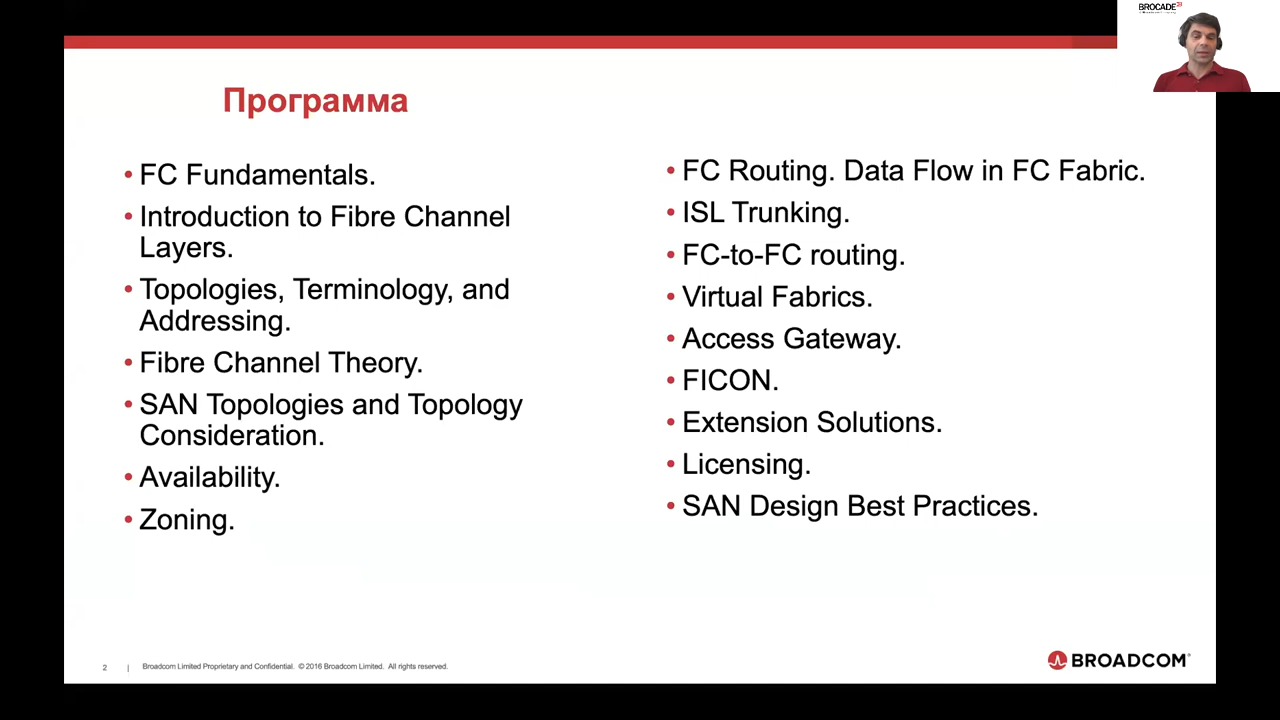 BROCADE
Программа
• FC Fundamentals.
• Introduction to Fibre Channel
Layers.
• Topologies, Terminology, and
Addressing.
• Fibre Channel Theory.
• SAN Topologies and Topology
Consideration.
• Availability.
• Zoning.
• FC Routing. Data Flow in FC Fabric.
• ISL Trunking.
• FC-to-FC routing.
• Virtual Fabrics.
• Access Gateway.
• FICON.
• Extension Solutions.
• Licensing.
• SAN Design Best Practices.
2 | Broadcom Limited Proprietary and Confidential. © 2016 Broadcom Limited. All rights reserved.
BROADCOM®